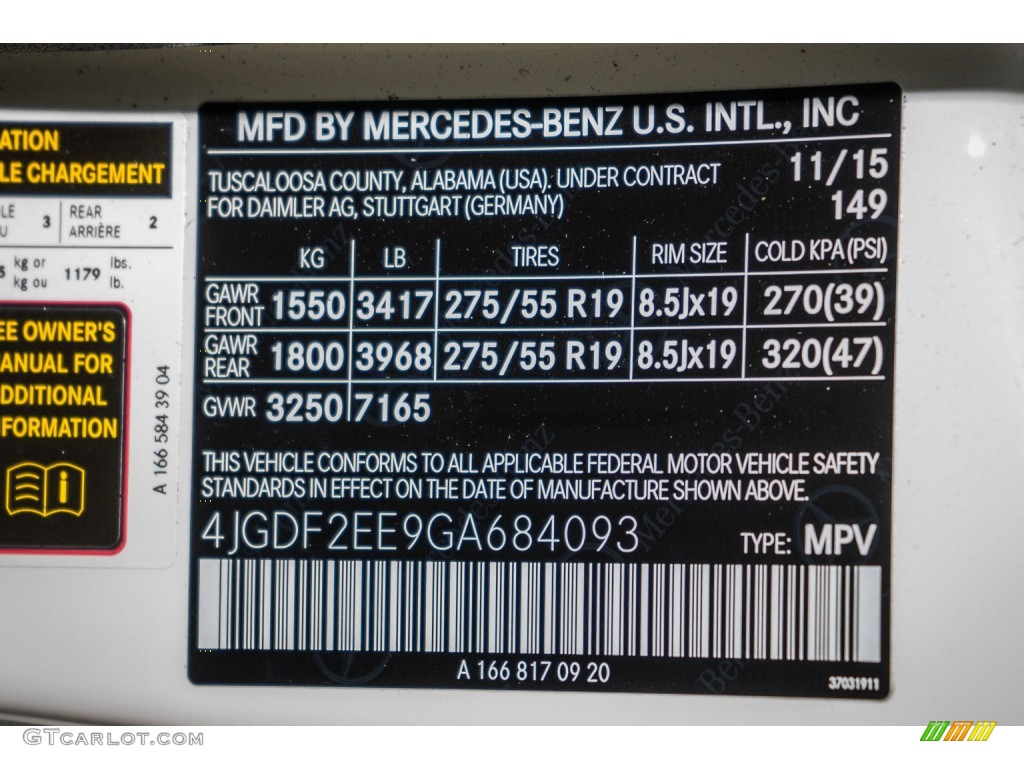 MFD BY MERCEDES-BENZ U.S. INTL., INC
TUSCALOOSA COUNTY, ALABAMA (USA). UNDER CONTRACT 11/15
FOR DAIMLER AG, STUTTGART (GERMANY) 149
KG LB TIRES RIM SIZE COLD KPA(PSI)
GAWR FRONT 1550 3417 275/55 R19 8.5Jx19 270(39)
GAWR REAR 1800 3968 275/55 R19 8.5Jx19 320(47)
GVWR 3250 7165
THIS VEHICLE CONFORMS TO ALL APPLICABLE FEDERAL MOTOR VEHICLE SAFETY
STANDARDS IN EFFECT ON THE DATE OF MANUFACTURE SHOWN ABOVE.
4JGDF2EE9GA684093 TYPE: MPV
A 166 817 09 20
37031911
ATION
LE CHARGEMENT
LE 3 REAR 2
U ARRIÈRE
5 kg or 1179 lbs.
kg ou lb.
EE OWNER'S
ANUAL FOR
DDITIONAL
FORMATION
A 166 584 39 04
GTCARLOT.COM